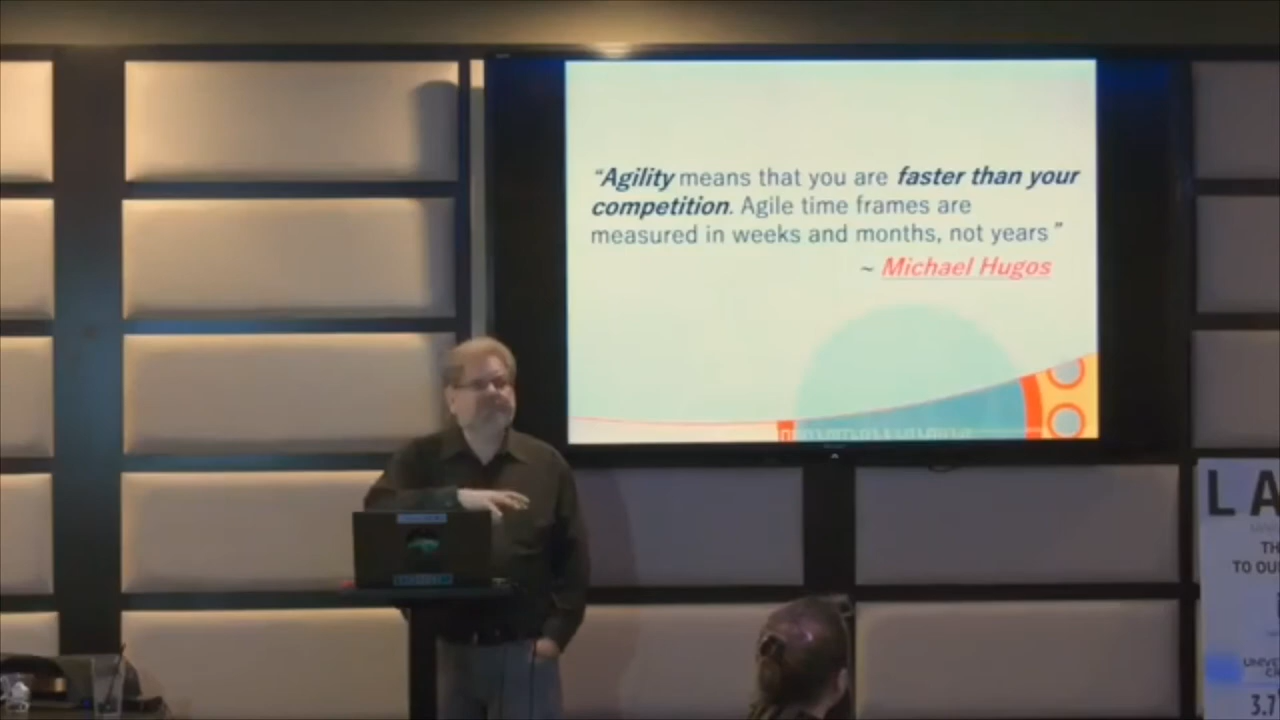 “Agility means that you are faster than your
competition. Agile time frames are
measured in weeks and months, not years”
~ Michael Hugos
LA
TH
TO OU
UNIVE
3.7